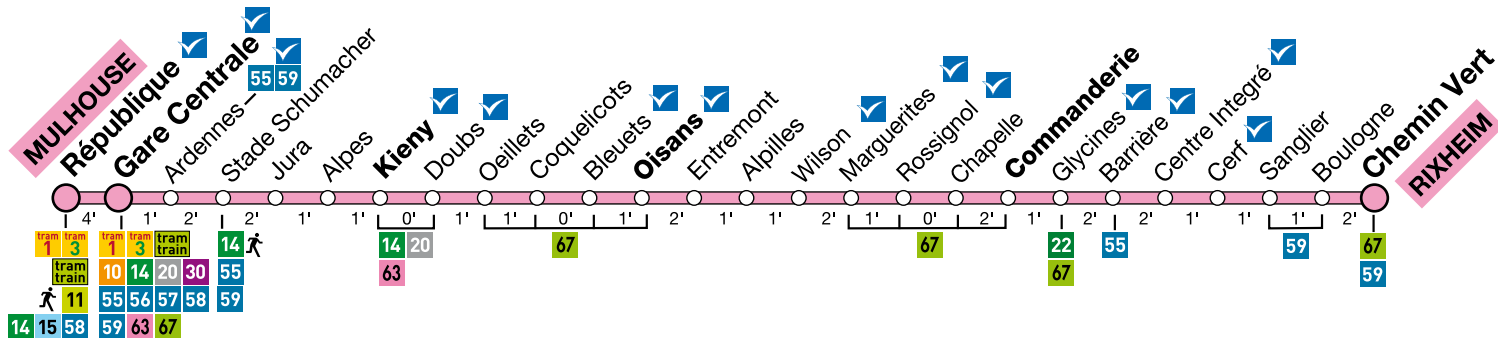 MULHOUSE
République
Gare Centrale
Ardennes –
55 59
Stade Schumacher
Jura
Alpes
Kieny
Doubs
Oeillets
Coquelicots
Bleuets
Oisans
Entremont
Alpilles
Wilson
Marguerites
Rossignol
Chapelle
Commanderie
Glycines
Barrière
Centre Integré
Cerf
Sanglier
Boulogne
Chemin Vert
RIXHEIM
4' 1' 2' 2' 1' 1' 0' 1' 1' 0' 1' 2' 1' 1' 2' 1' 0' 2' 1' 2' 1' 1' 1' 1' 2'
tram 1 tram 3
tram train
11
14 15 58
tram 1 tram 3 tram train
10 14 20 30
55 56 57 58
59 63 67
14
55
59
14 20
63
67
67
22
67
55
59
67
59